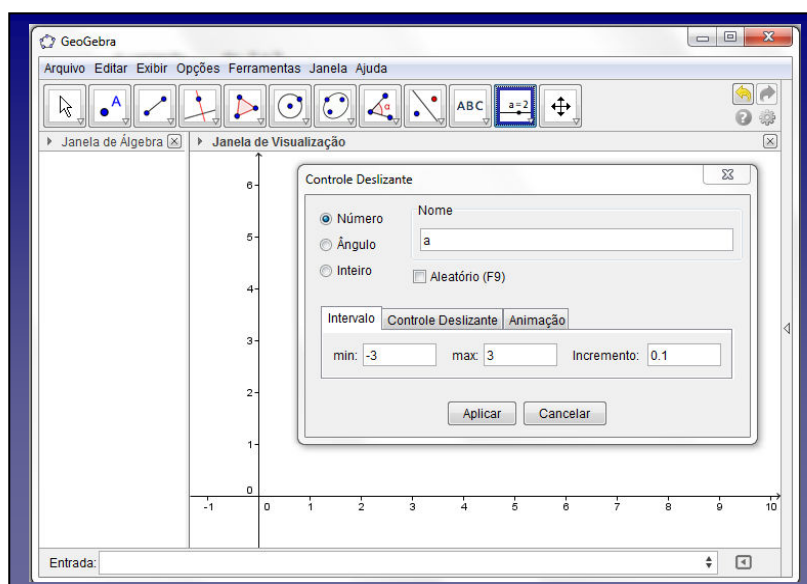 GeoGebra
Arquivo Editar Exibir Opções Ferramentas Janela Ajuda
A
α
ABC
a=2
Janela de Álgebra
Janela de Visualização
Controle Deslizante
Número
Ângulo
Inteiro
Nome
a
Aleatório (F9)
Intervalo Controle Deslizante Animação
min: -3 max: 3 Incremento: 0.1
Aplicar Cancelar
6
5
4
3
2
1
0
-1 0 1 2 3 4 5 6 7 8 9 10
Entrada: